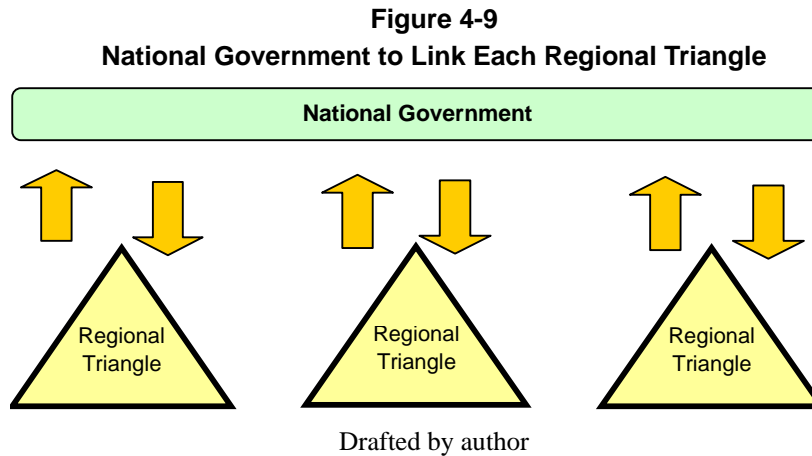 Figure 4-9
National Government to Link Each Regional Triangle
National Government
Regional
Triangle
Regional
Triangle
Regional
Triangle
Drafted by author